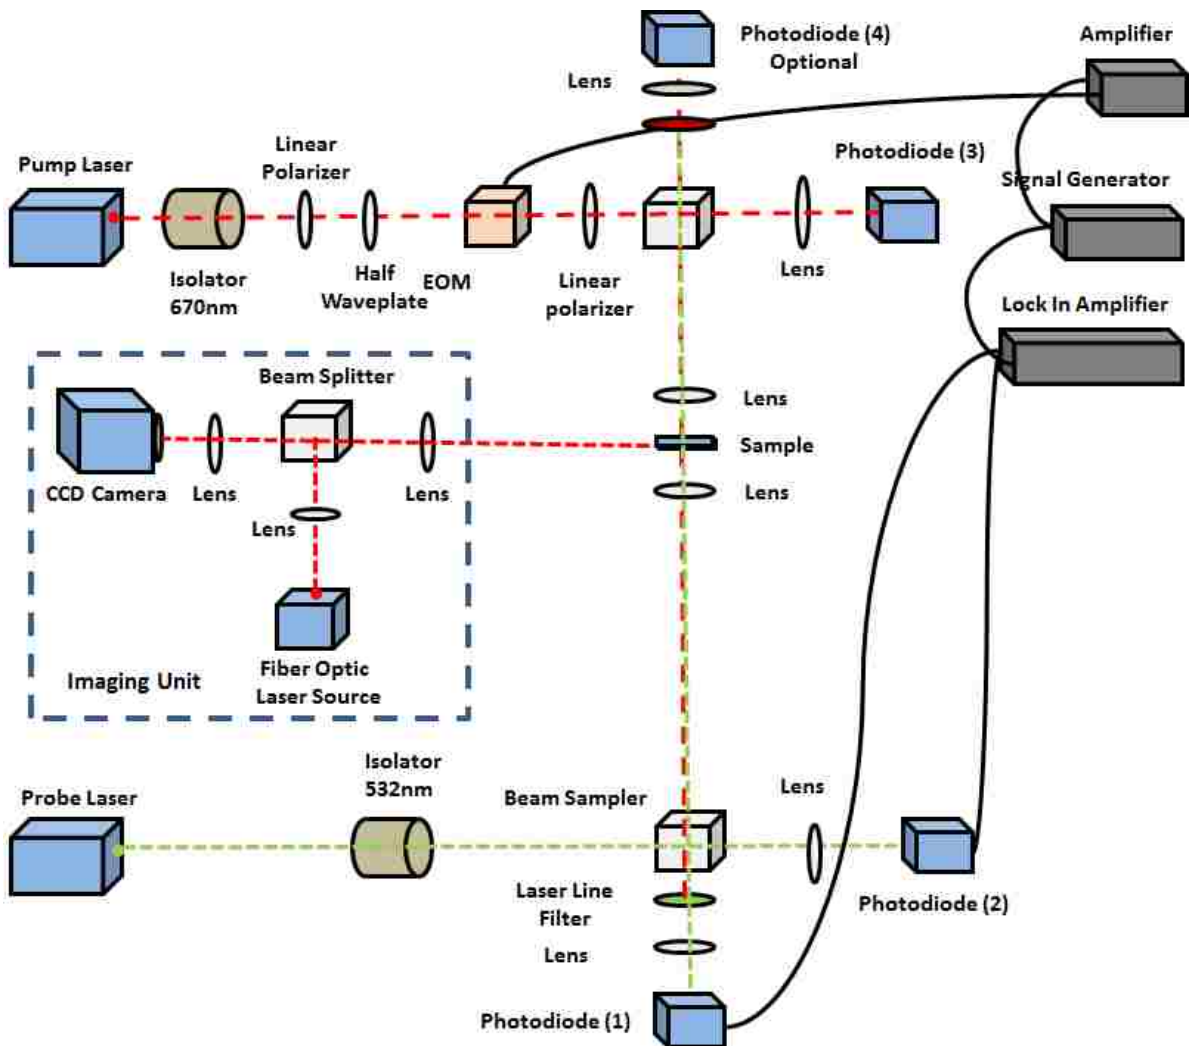 Photodiode (4)
Optional
Amplifier
Lens
Linear
Polarizer
Pump Laser
Photodiode (3)
Signal Generator
Isolator
670nm
Half
Waveplate
EOM
Linear
polarizer
Lens
Lock In Amplifier
Beam Splitter
Lens
Sample
CCD Camera
Lens
Lens
Lens
Lens
Fiber Optic
Laser Source
Imaging Unit
Isolator
532nm
Probe Laser
Beam Sampler
Lens
Laser Line
Filter
Photodiode (2)
Lens
Photodiode (1)